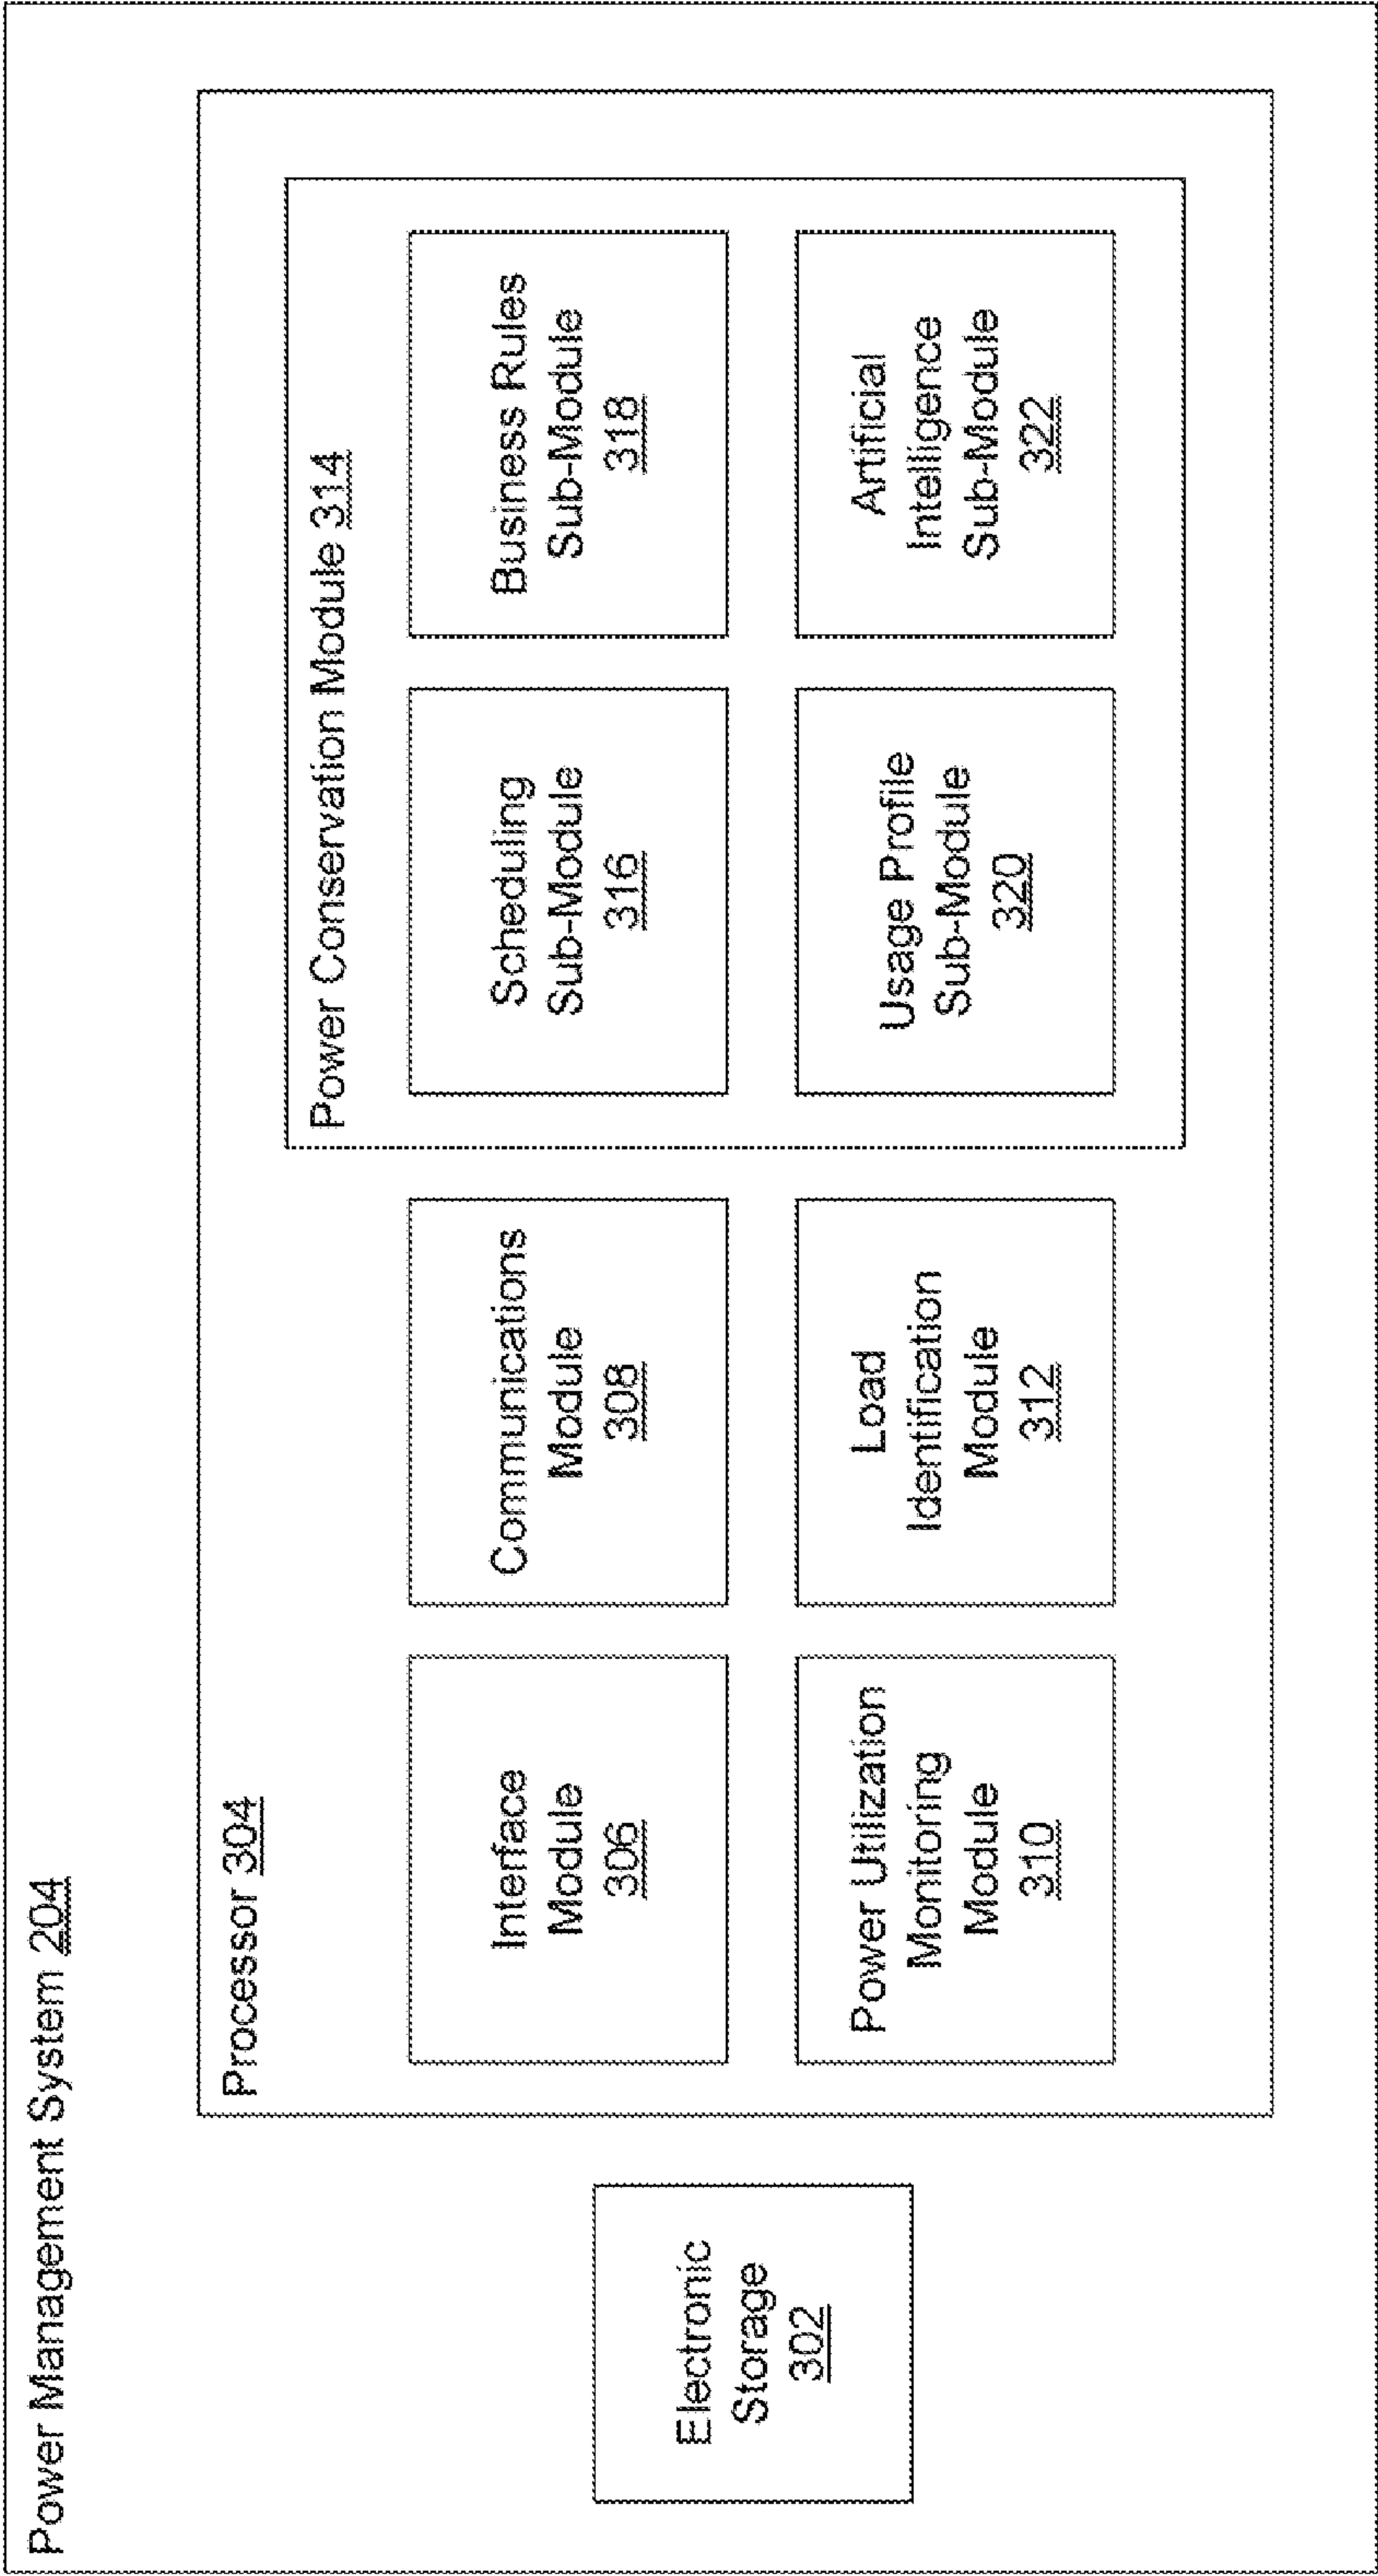 Power Management System 204
Electronic
Storage
302
Processor 304
Interface
Module
306
Communications
Module
308
Power Utilization
Monitoring
Module
310
Load
Identification
Module
312
Power Conservation Module 314
Scheduling
Sub-Module
316
Business Rules
Sub-Module
318
Usage Profile
Sub-Module
320
Artificial
Intelligence
Sub-Module
322